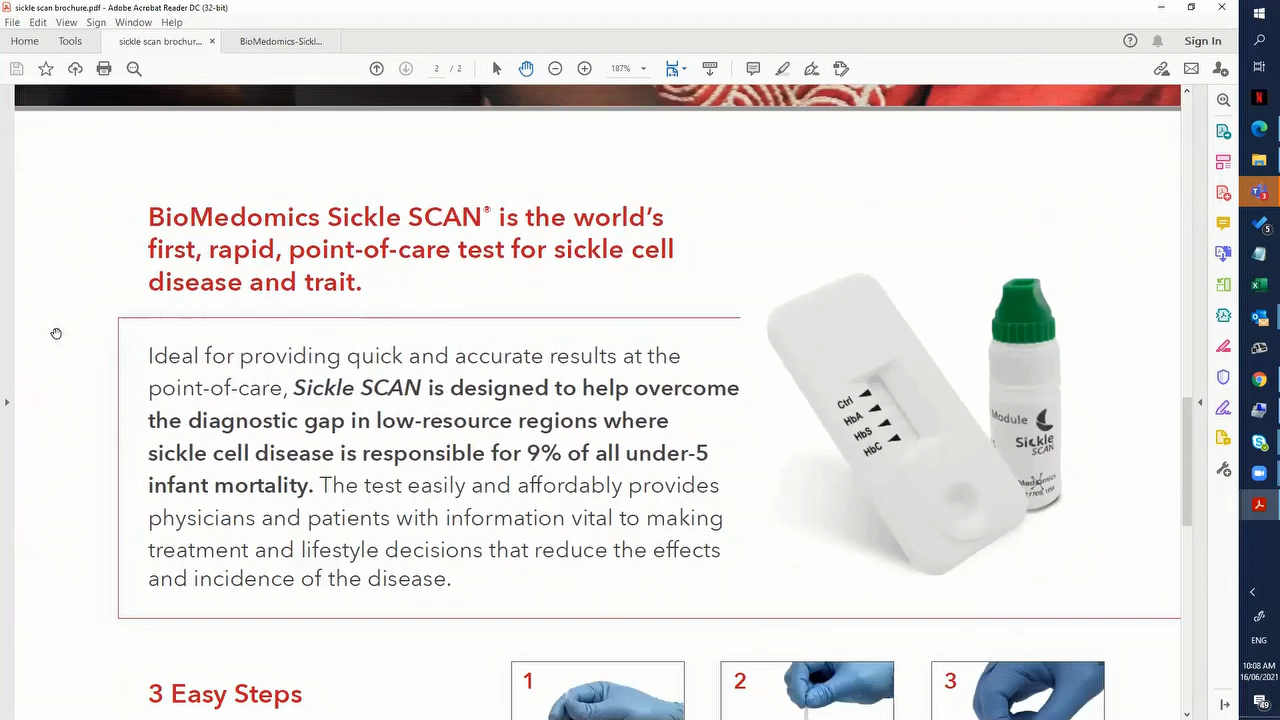 sickle scan brochure.pdf - Adobe Acrobat Reader DC (32-bit)
File Edit View Sign Window Help
Home Tools sickle scan brochur... × BioMedomics-Sickl... Sign In
2 / 2 187%
BioMedomics Sickle SCAN® is the world’s
first, rapid, point-of-care test for sickle cell
disease and trait.
Ideal for providing quick and accurate results at the
point-of-care, Sickle SCAN is designed to help overcome
the diagnostic gap in low-resource regions where
sickle cell disease is responsible for 9% of all under-5
infant mortality. The test easily and affordably provides
physicians and patients with information vital to making
treatment and lifestyle decisions that reduce the effects
and incidence of the disease.
Ctrl
HbA
HbS
HbC
Module
Sickle
SCAN
3 Easy Steps
1
2
3
ENG
10:08 AM
16/06/2021